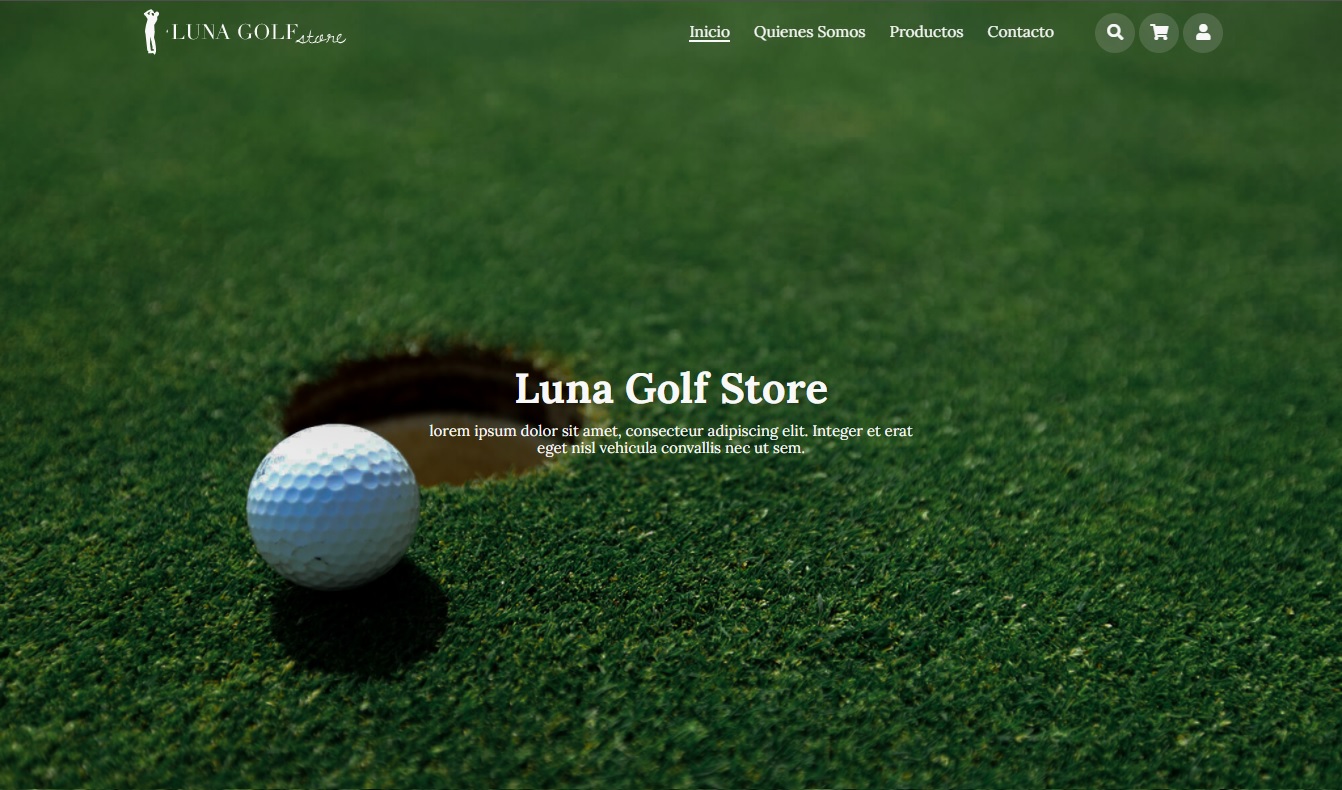 LUNA GOLF store
Inicio Quienes Somos Productos Contacto
Luna Golf Store
lorem ipsum dolor sit amet, consecteur adipiscing elit. Integer et erat
eget nisl vehicula convallis nec ut sem.